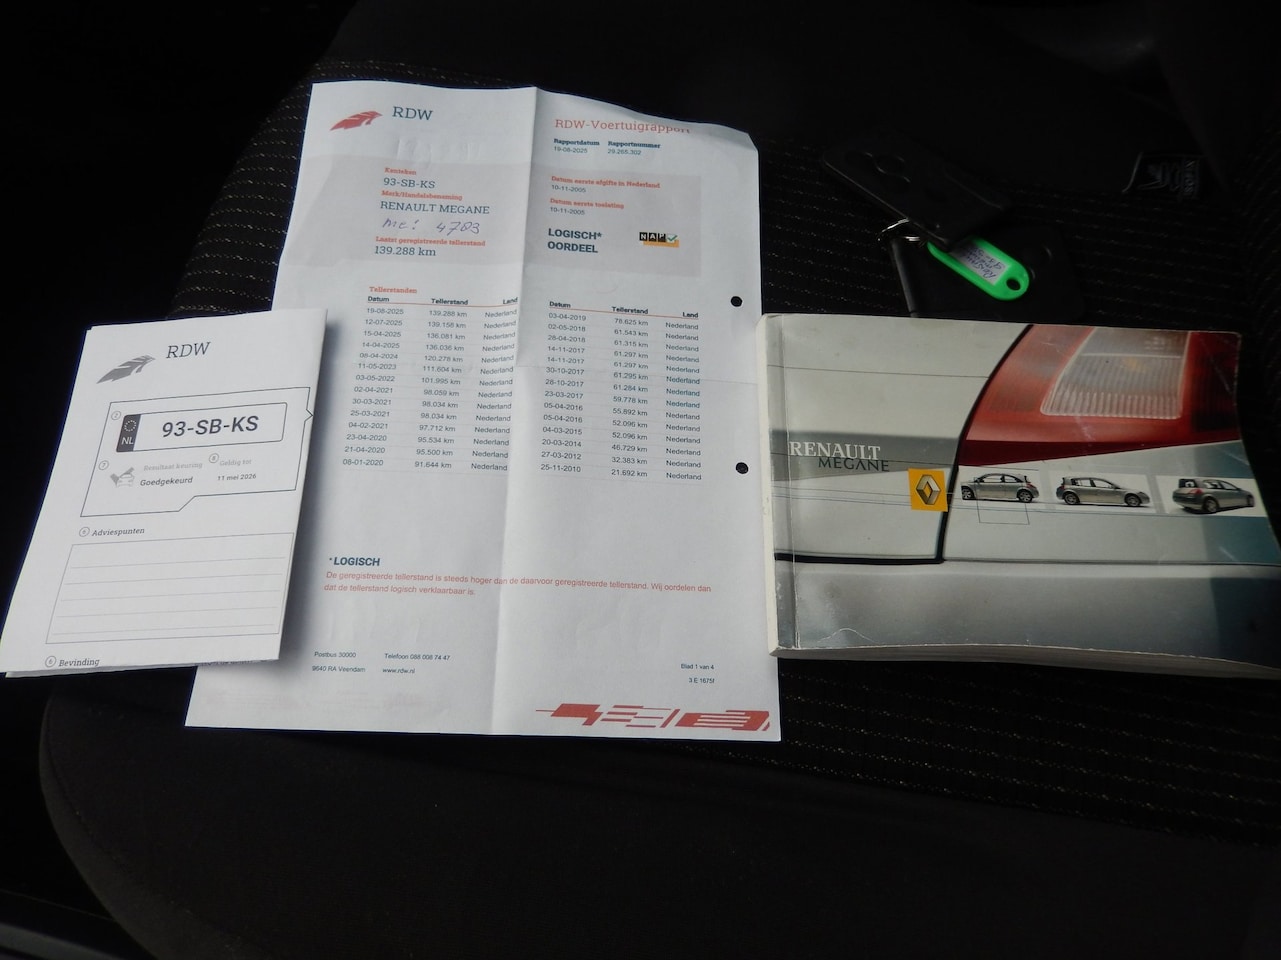 RDW
93-SB-KS
NL
Resultaat keuring
Goedgekeurd
Geldig tot
11 mei 2026
Adviespunten
Bevinding
RDW
Kenteken
93-SB-KS
Merk/Handelsbenaming
RENAULT MEGANE
mc: 4703
Laatst geregistreerde tellerstand
139.288 km
RDW-Voertuigrapport
Rapportdatum Rapportnummer
19-08-2025 29.265.302
Datum eerste afgifte in Nederland
10-11-2005
Datum eerste toelating
10-11-2005
LOGISCH*
OORDEEL
NAP
Tellerstanden
Datum Tellerstand Land
19-08-2025 139.288 km Nederland
12-07-2025 139.158 km Nederland
15-04-2025 136.081 km Nederland
14-04-2025 136.036 km Nederland
08-04-2024 120.278 km Nederland
11-05-2023 111.604 km Nederland
03-05-2022 101.995 km Nederland
02-04-2021 98.059 km Nederland
30-03-2021 98.034 km Nederland
25-03-2021 98.034 km Nederland
04-02-2021 97.712 km Nederland
23-04-2020 95.534 km Nederland
21-04-2020 95.500 km Nederland
08-01-2020 91.644 km Nederland
Datum Tellerstand Land
03-04-2019 78.625 km Nederland
02-05-2018 61.543 km Nederland
28-04-2018 61.315 km Nederland
14-11-2017 61.297 km Nederland
14-11-2017 61.297 km Nederland
30-10-2017 61.295 km Nederland
28-10-2017 61.284 km Nederland
23-03-2017 59.778 km Nederland
05-04-2016 55.892 km Nederland
05-04-2016 52.096 km Nederland
04-03-2015 52.096 km Nederland
20-03-2014 46.729 km Nederland
27-03-2012 32.383 km Nederland
25-11-2010 21.692 km Nederland
*LOGISCH
De geregistreerde tellerstand is steeds hoger dan de daarvoor geregistreerde tellerstand. Wij oordelen dan
dat de tellerstand logisch verklaarbaar is.
Postbus 30000 Telefoon 088 008 74 47
9640 RA Veendam www.rdw.nl
Blad 1 van 4
3 E 1675f
RENAULT
MEGANE